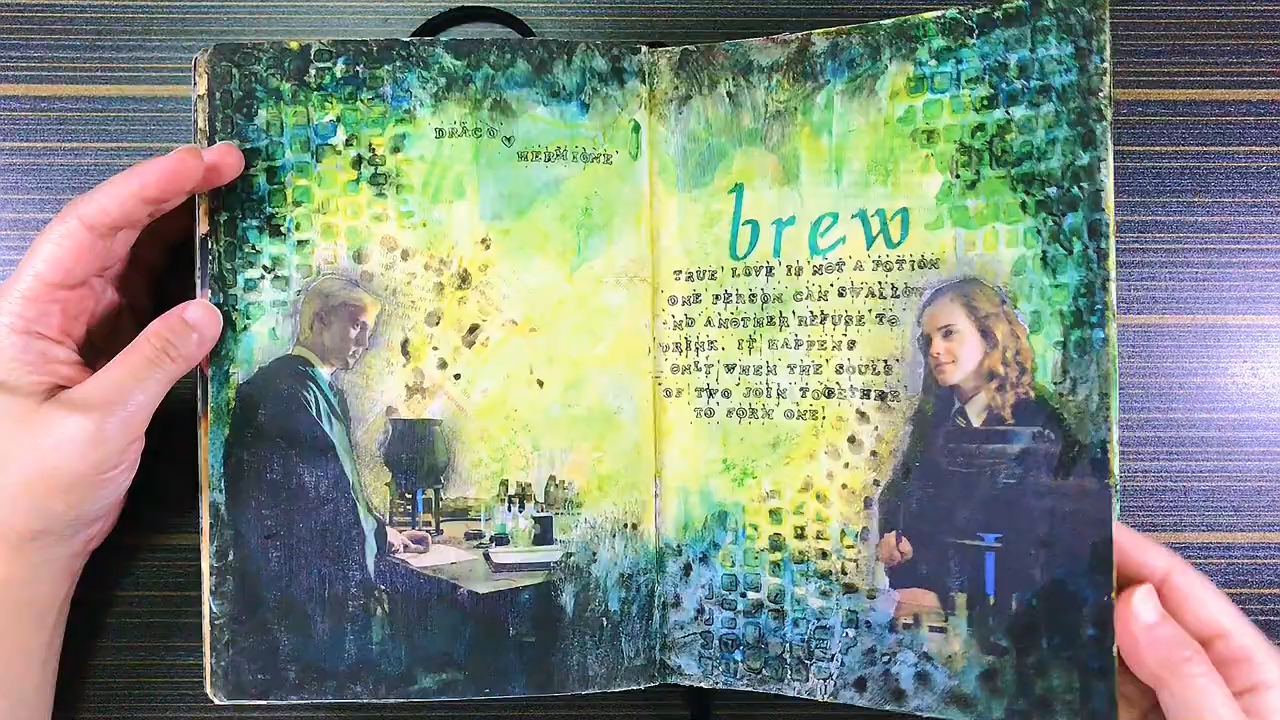 DRACO ♡
HERMIONE
brew
TRUE LOVE IS NOT A POTION
ONE PERSON CAN SWALLOW
AND ANOTHER REFUSE TO
DRINK. IT HAPPENS
ONLY WHEN THE SOULS
OF TWO JOIN TOGETHER
TO FORM ONE.